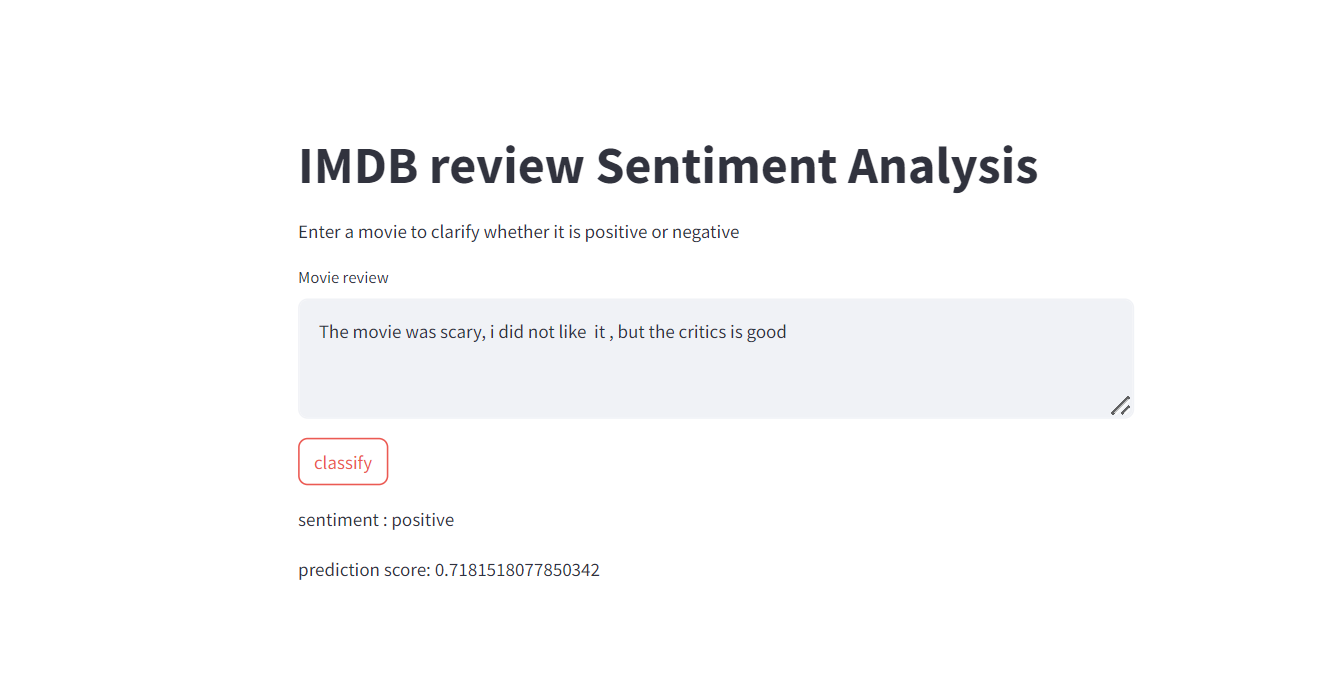 IMDB review Sentiment Analysis
Enter a movie to clarify whether it is positive or negative
Movie review
The movie was scary, i did not like  it , but the critics is good
classify
sentiment : positive
prediction score: 0.7181518077850342